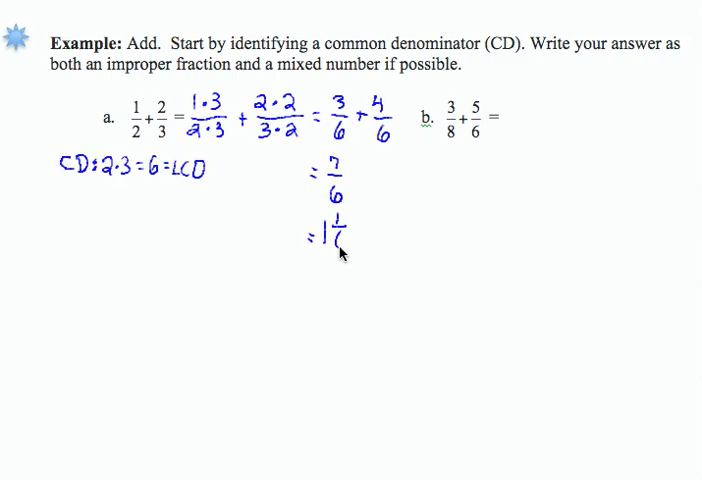 Example: Add. Start by identifying a common denominator (CD). Write your answer as
both an improper fraction and a mixed number if possible.
a. 1/2 + 2/3 = 1·3/2·3 + 2·2/3·2 = 3/6 + 4/6
b. 3/8 + 5/6 =
CD: 2·3 = 6 = LCD
= 7/6
= 1 1/6